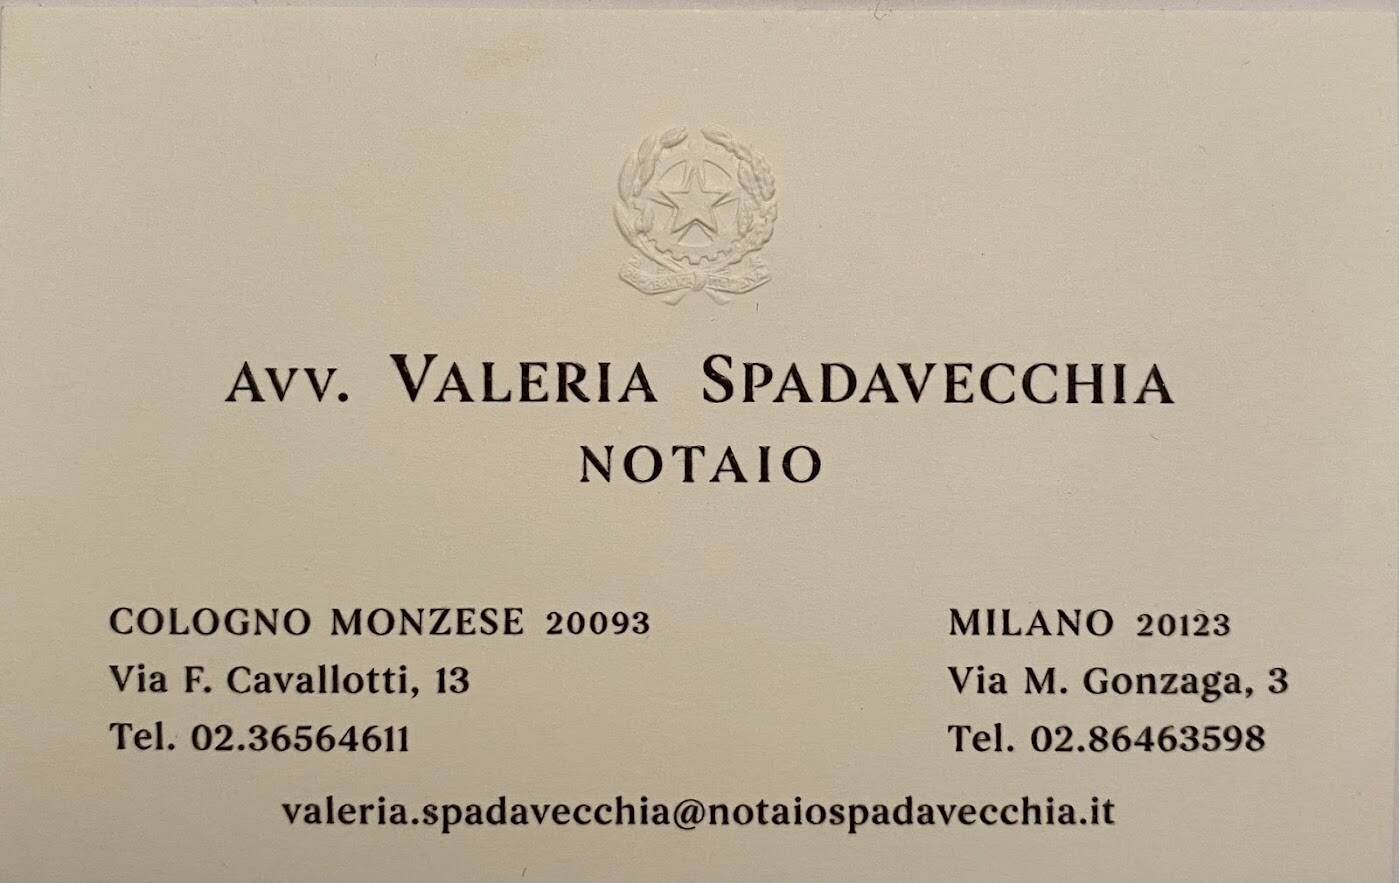 Avv. Valeria Spadavecchia
NOTAIO
COLOGNO MONZESE 20093
Via F. Cavallotti, 13
Tel. 02.36564611
MILANO 20123
Via M. Gonzaga, 3
Tel. 02.86463598
valeria.spadavecchia@notaiospadavecchia.it